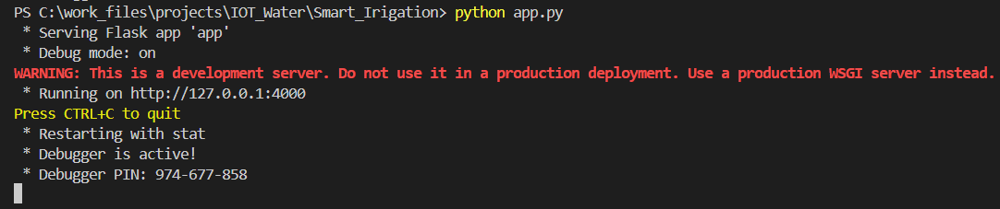 PS C:\work_files\projects\IOT_Water\Smart_Irigation> python app.py
* Serving Flask app 'app'
* Debug mode: on
WARNING: This is a development server. Do not use it in a production deployment. Use a production WSGI server instead.
* Running on http://127.0.0.1:4000
Press CTRL+C to quit
* Restarting with stat
* Debugger is active!
* Debugger PIN: 974-677-858